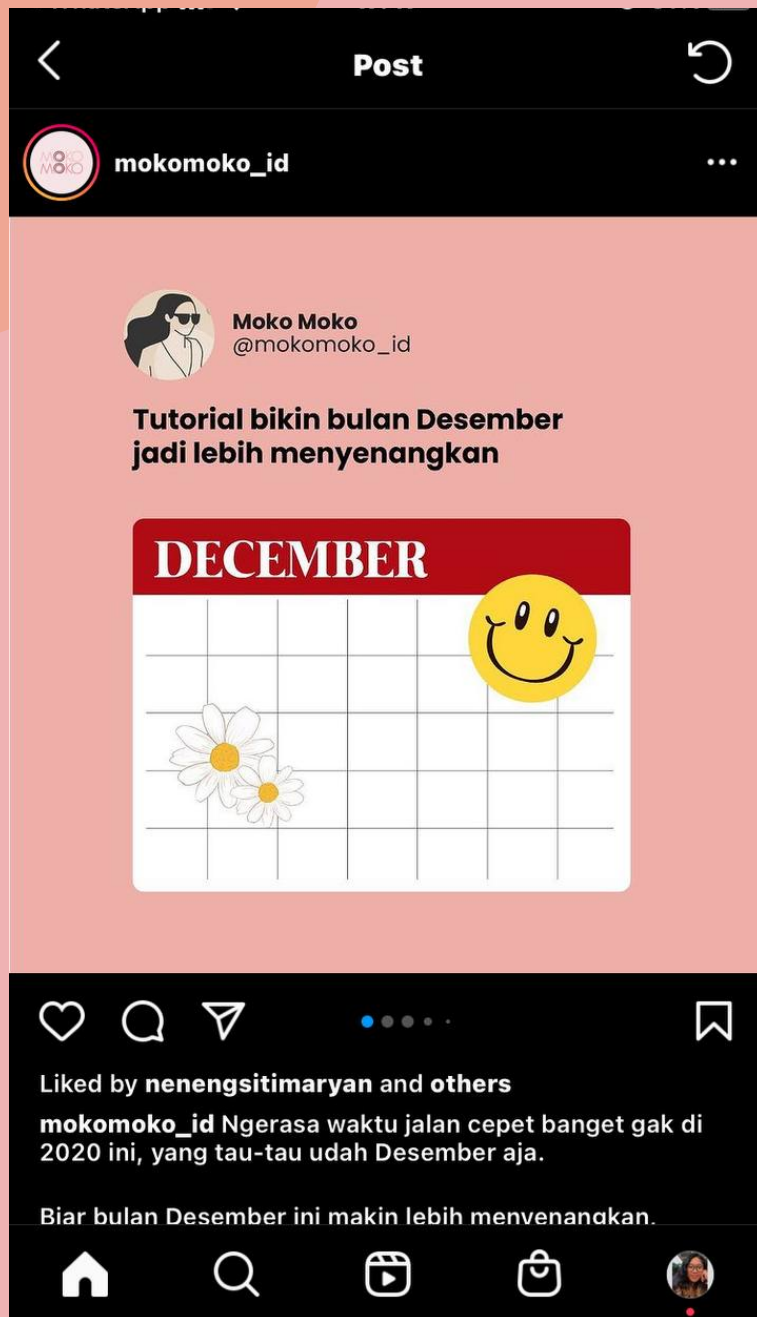 Post
MOKO
MOKO
mokomoko_id
Moko Moko
@mokomoko_id
Tutorial bikin bulan Desember
jadi lebih menyenangkan
DECEMBER
Liked by nenengsitimaryan and others
mokomoko_id Ngerasa waktu jalan cepet banget gak di
2020 ini, yang tau-tau udah Desember aja.
Biar bulan Desember ini makin lebih menyenangkan,